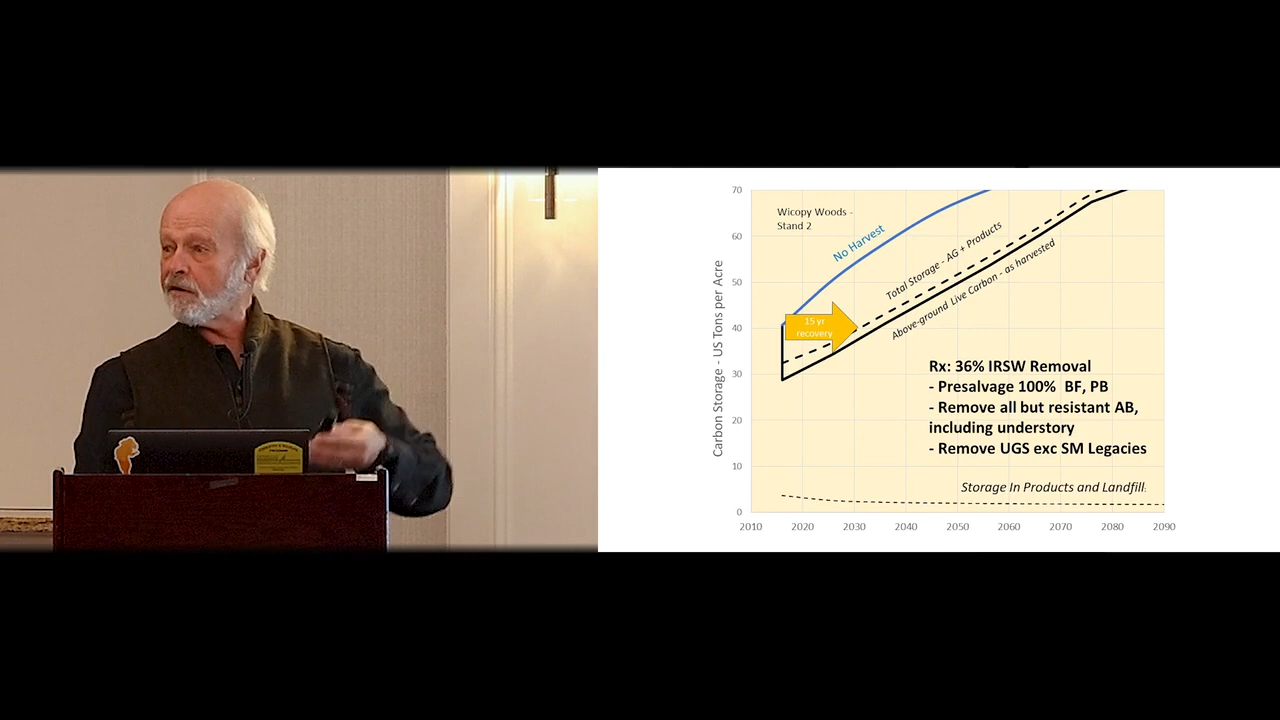 Wicopy Woods -
Stand 2
No Harvest
Total Storage - AG + Products
Above-ground Live Carbon - as harvested
15 yr
recovery
Rx: 36% IRSW Removal
- Presalvage 100% BF, PB
- Remove all but resistant AB,
including understory
- Remove UGS exc SM Legacies
Storage In Products and Landfill
Carbon Storage - US Tons per Acre
70
60
50
40
30
20
10
0
2010 2020 2030 2040 2050 2060 2070 2080 2090